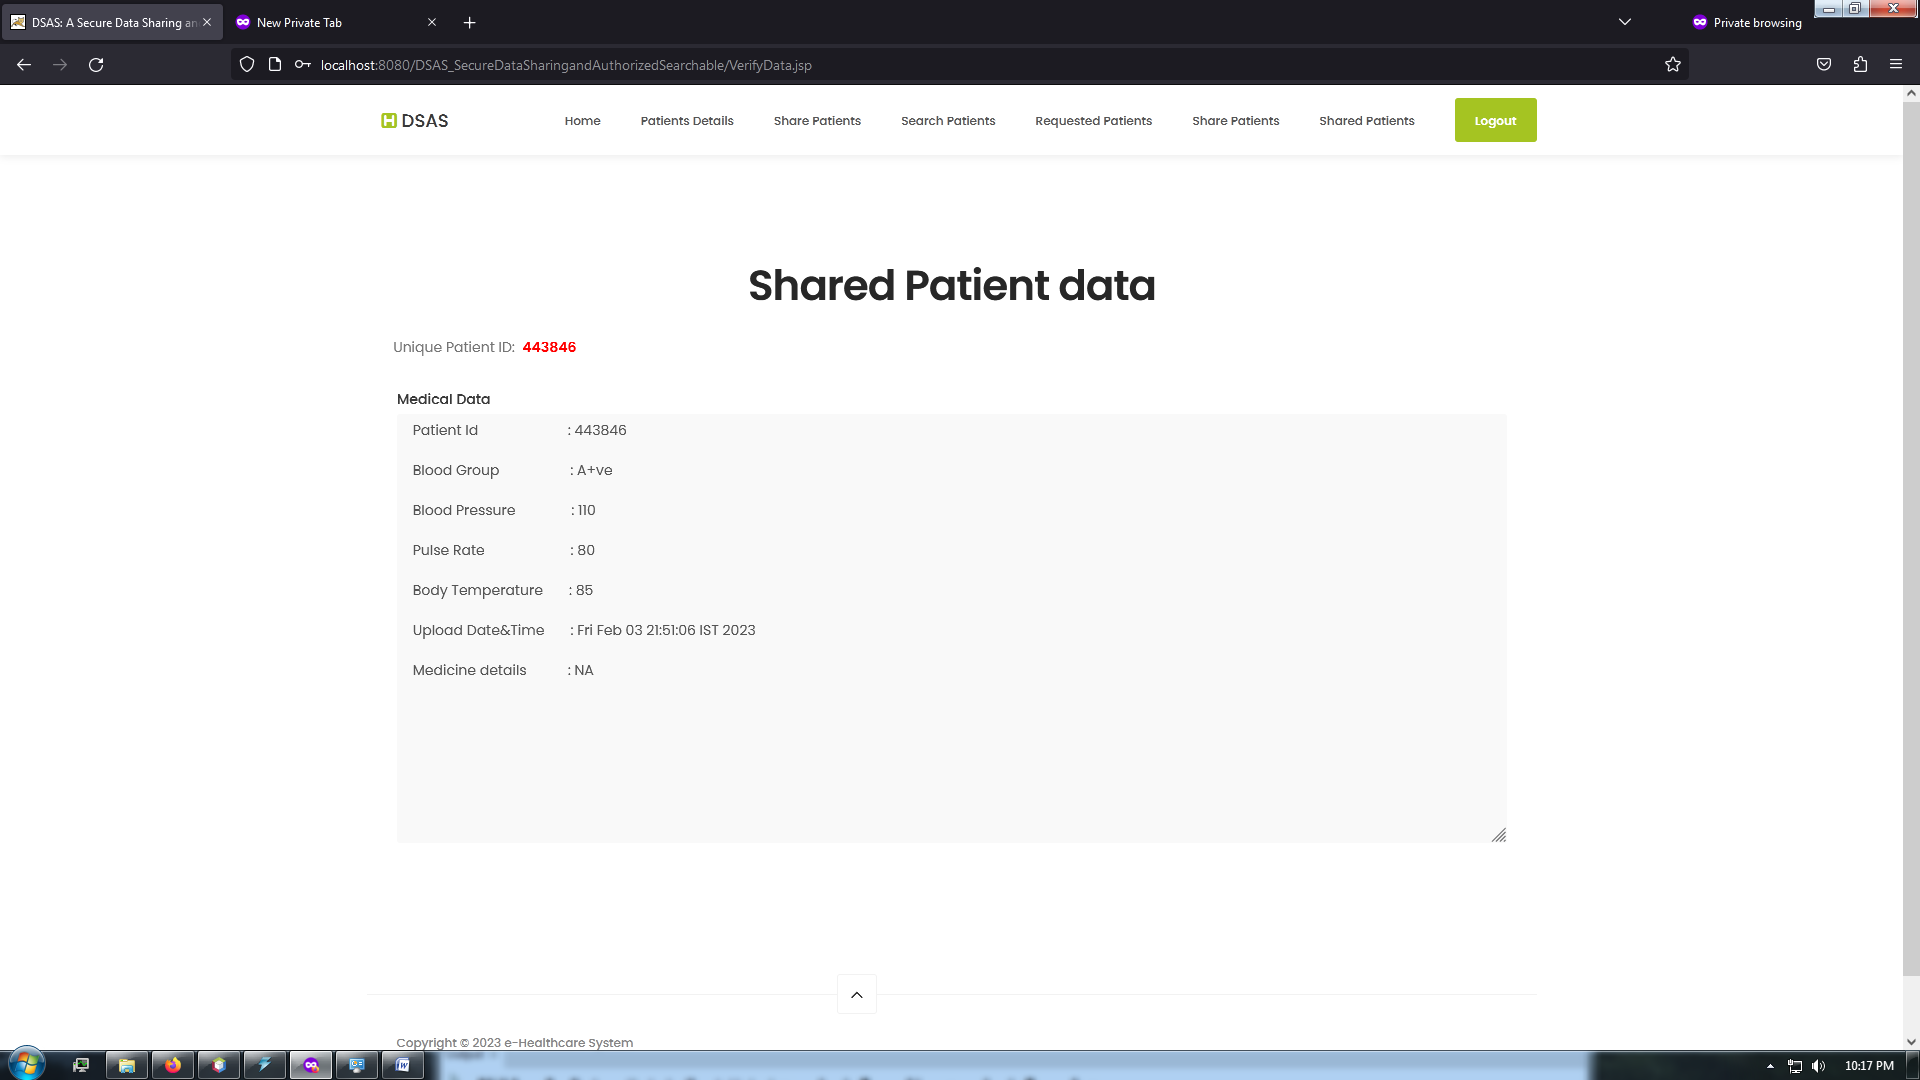 DSAS: A Secure Data Sharing an
New Private Tab
Private browsing
localhost:8080/DSAS_SecureDataSharingandAuthorizedSearchable/VerifyData.jsp
H DSAS
Home
Patients Details
Share Patients
Search Patients
Requested Patients
Share Patients
Shared Patients
Logout
Shared Patient data
Unique Patient ID: 443846
Medical Data
Patient Id : 443846
Blood Group : A+ve
Blood Pressure : 110
Pulse Rate : 80
Body Temperature : 85
Upload Date&Time : Fri Feb 03 21:51:06 IST 2023
Medicine details : NA
Copyright © 2023 e-Healthcare System
10:17 PM